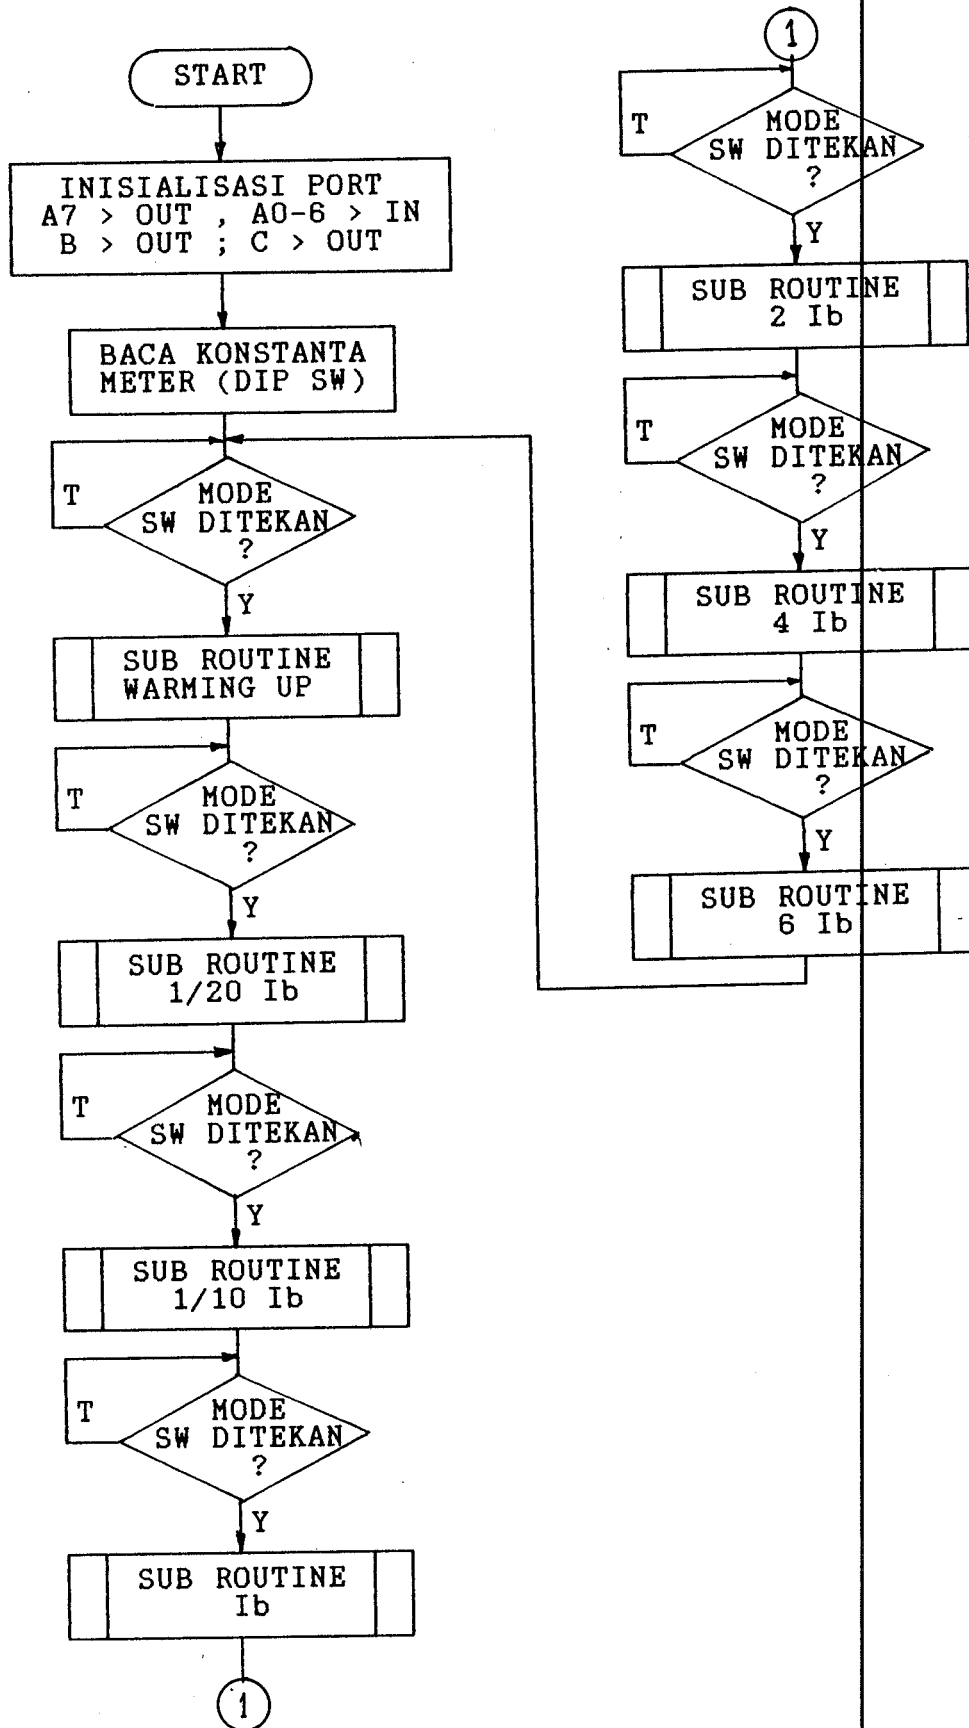 START
INISIALISASI PORT
A7 > OUT , A0-6 > IN
B > OUT ; C > OUT
BACA KONSTANTA
METER (DIP SW)
T
MODE
SW DITEKAN
?
Y
SUB ROUTINE
WARMING UP
T
MODE
SW DITEKAN
?
Y
SUB ROUTINE
1/20 Ib
T
MODE
SW DITEKAN
?
Y
SUB ROUTINE
1/10 Ib
T
MODE
SW DITEKAN
?
Y
SUB ROUTINE
Ib
1
1
T
MODE
SW DITEKAN
?
Y
SUB ROUTINE
2 Ib
T
MODE
SW DITEKAN
?
Y
SUB ROUTINE
4 Ib
T
MODE
SW DITEKAN
?
Y
SUB ROUTINE
6 Ib